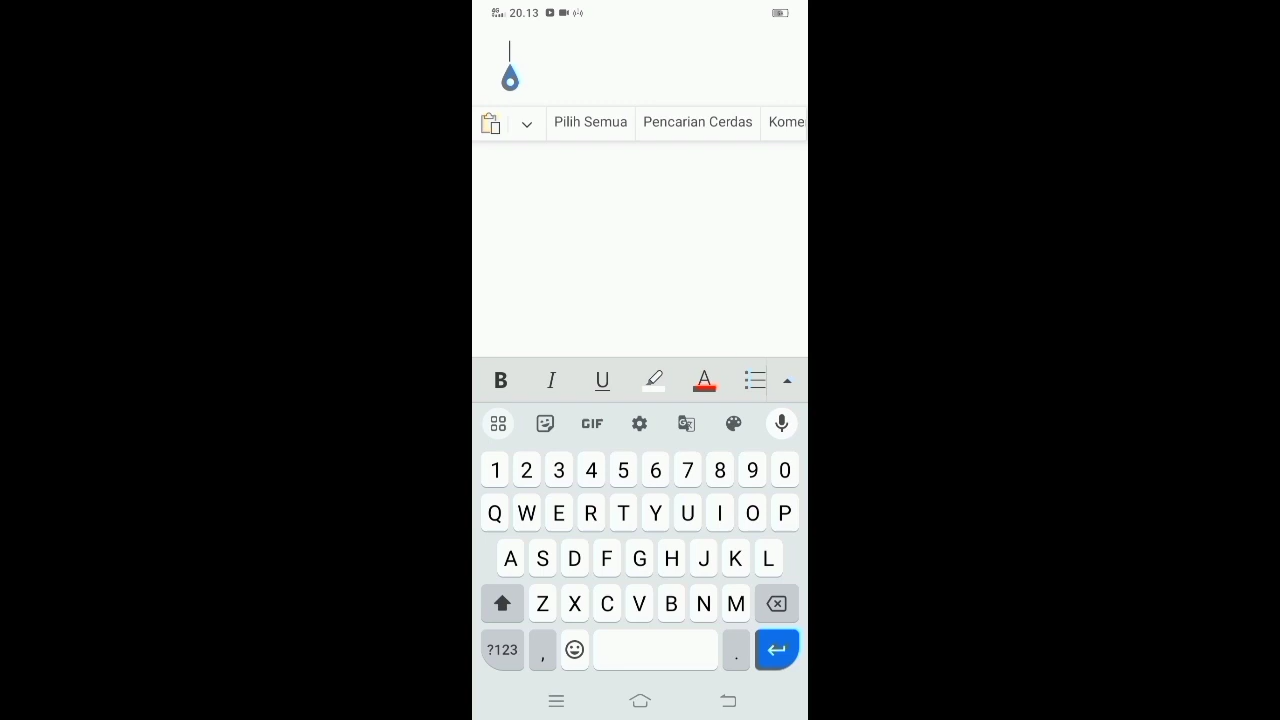 4G 20.13
Pilih Semua Pencarian Cerdas Kome
B I U A
GIF
1 2 3 4 5 6 7 8 9 0
Q W E R T Y U I O P
A S D F G H J K L
Z X C V B N M
?123 , .